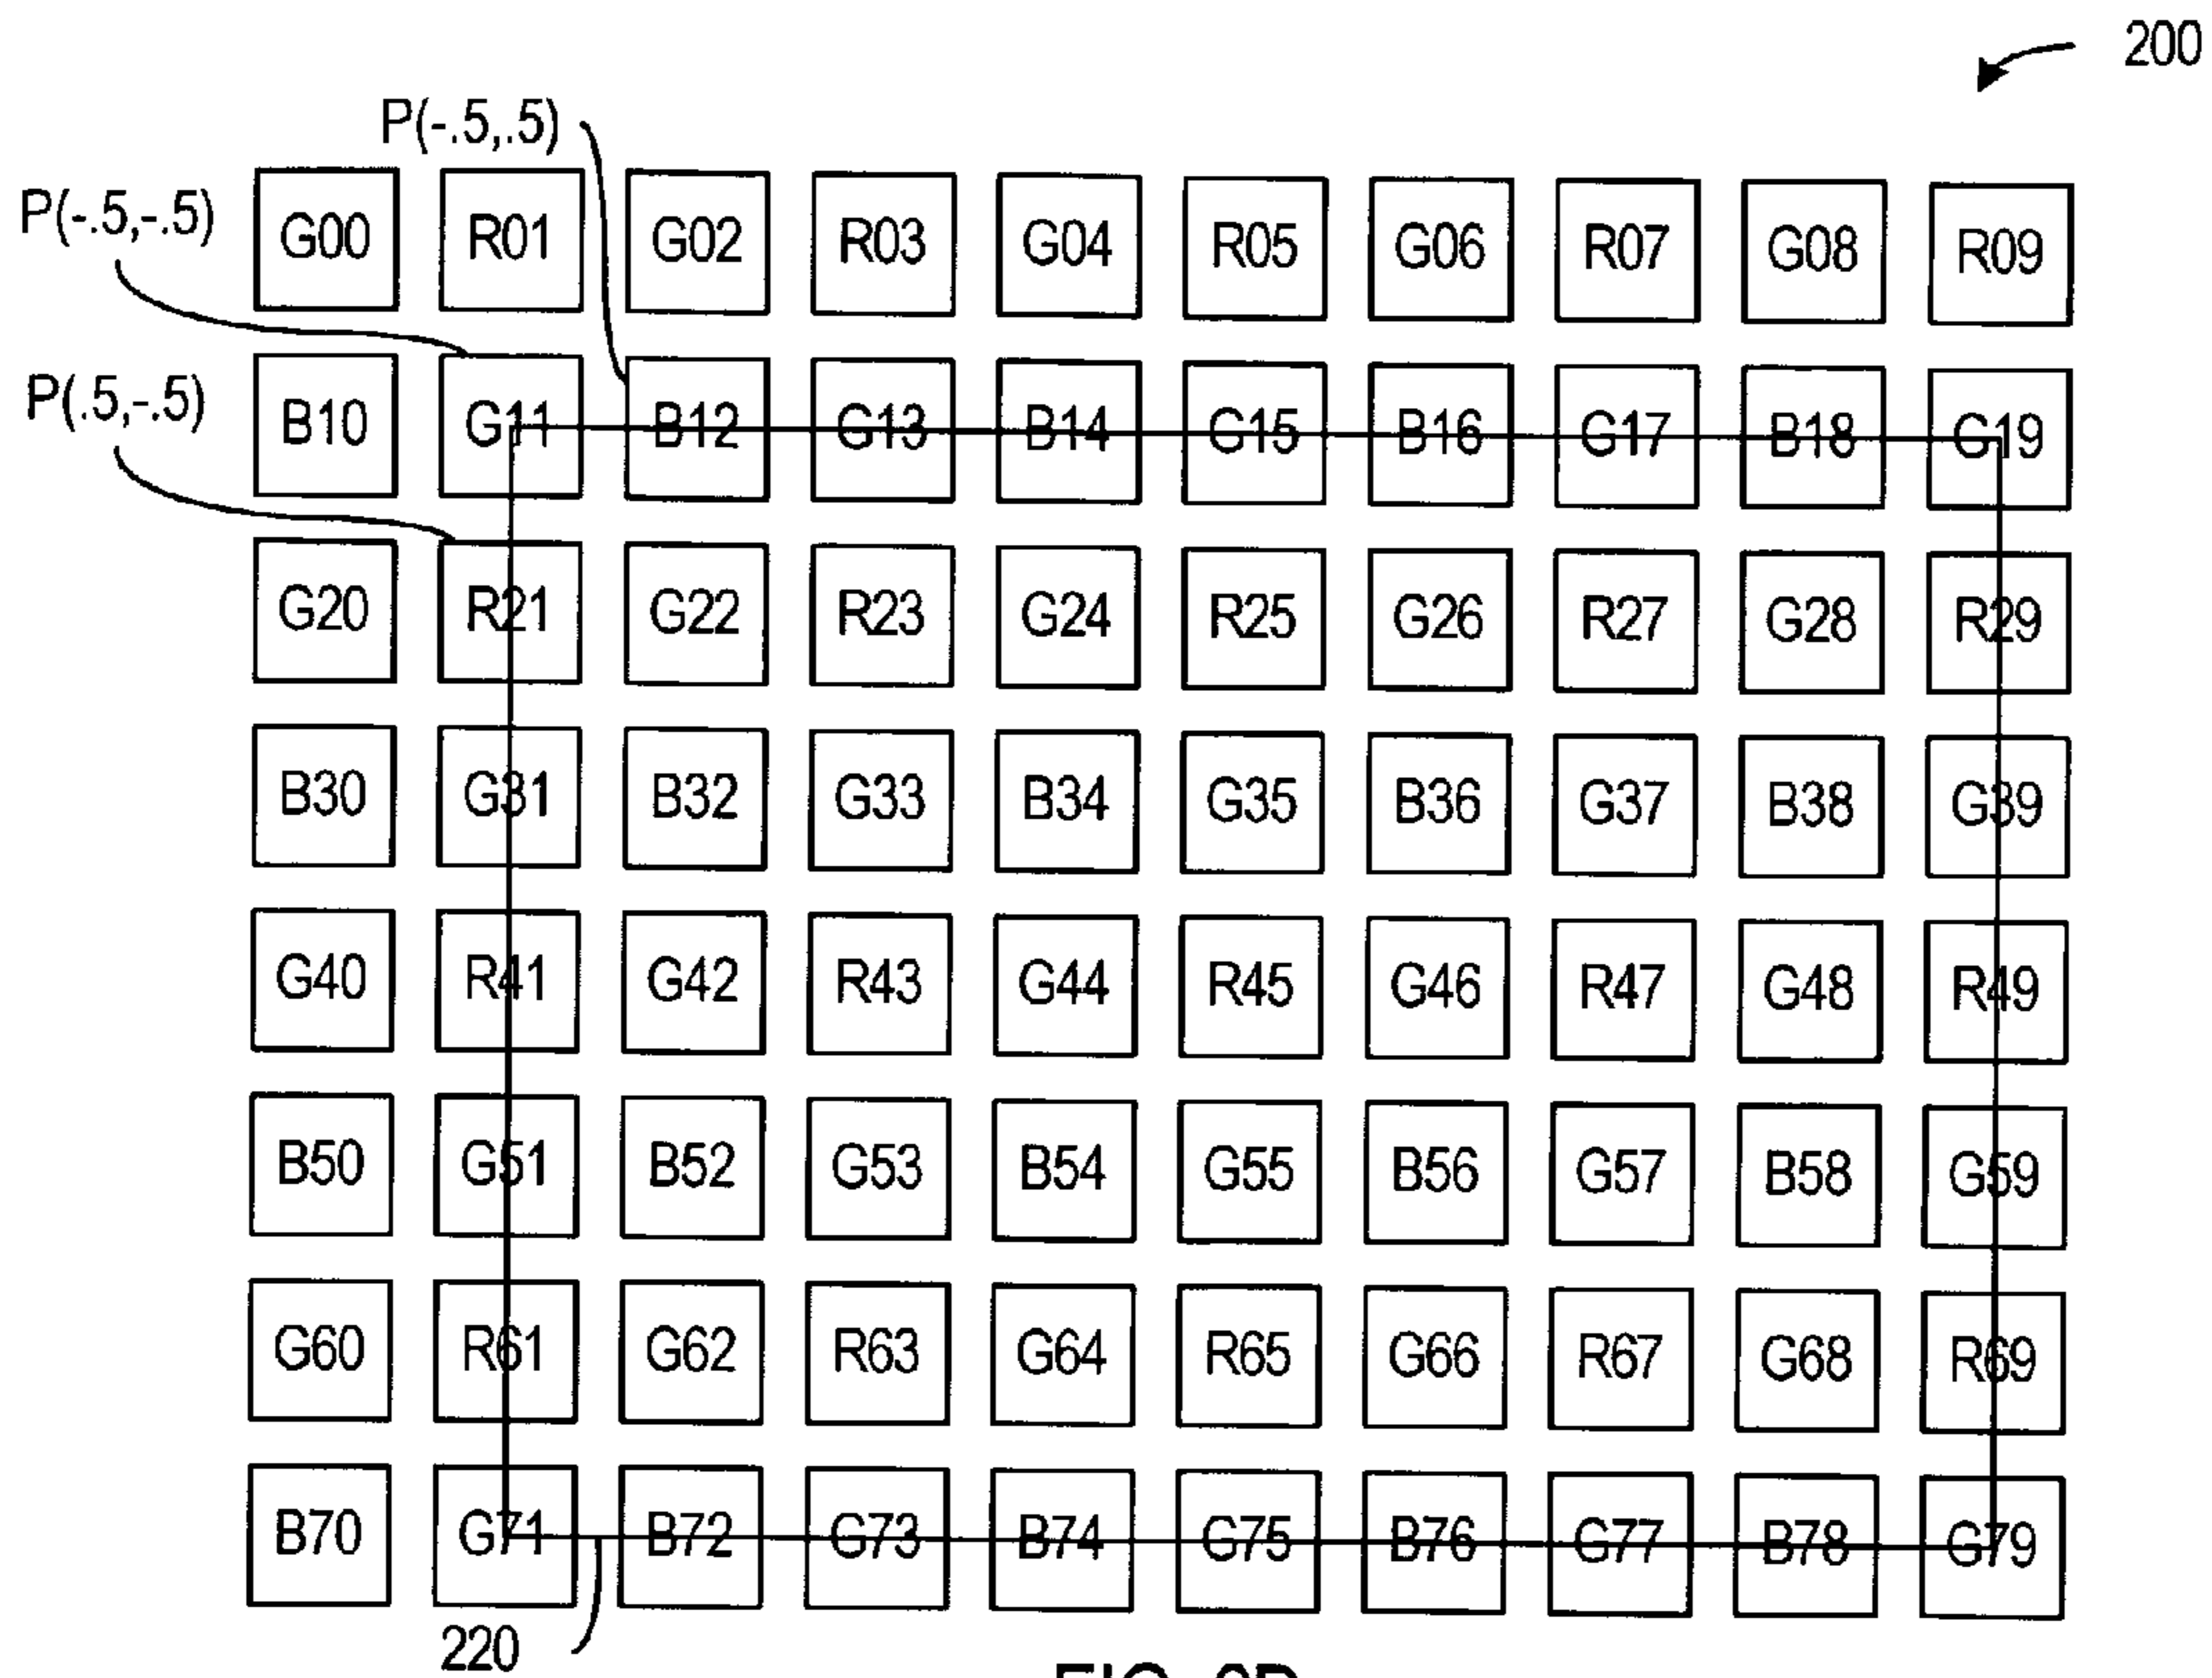 200
P(-.5,.5)
P(-.5,-.5)
G00 R01 G02 R03 G04 R05 G06 R07 G08 R09
P(.5,-.5)
B10 G11 B12 G13 B14 G15 B16 G17 B18 G19
G20 R21 G22 R23 G24 R25 G26 R27 G28 R29
B30 G31 B32 G33 B34 G35 B36 G37 B38 G39
G40 R41 G42 R43 G44 R45 G46 R47 G48 R49
B50 G51 B52 G53 B54 G55 B56 G57 B58 G59
G60 R61 G62 R63 G64 R65 G66 R67 G68 R69
B70 G71 B72 G73 B74 G75 B76 G77 B78 G79
220